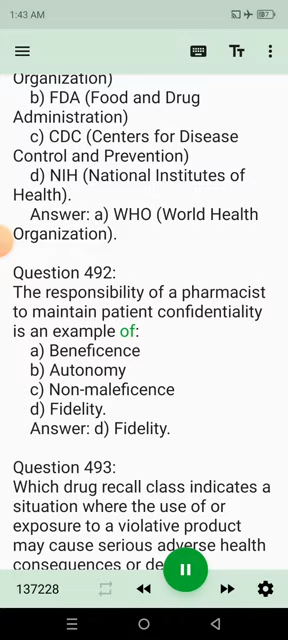 1:43 AM
Organization)
b) FDA (Food and Drug
Administration)
c) CDC (Centers for Disease
Control and Prevention)
d) NIH (National Institutes of
Health).
Answer: a) WHO (World Health
Organization).
Question 492:
The responsibility of a pharmacist
to maintain patient confidentiality
is an example of:
a) Beneficence
b) Autonomy
c) Non-maleficence
d) Fidelity.
Answer: d) Fidelity.
Question 493:
Which drug recall class indicates a
situation where the use of or
exposure to a violative product
may cause serious adverse health
consequences or de
137228